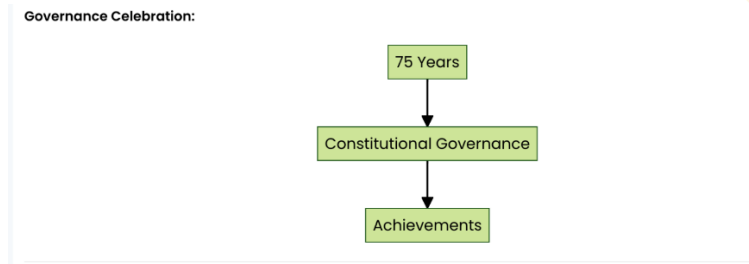 Governance Celebration:
75 Years
Constitutional Governance
Achievements